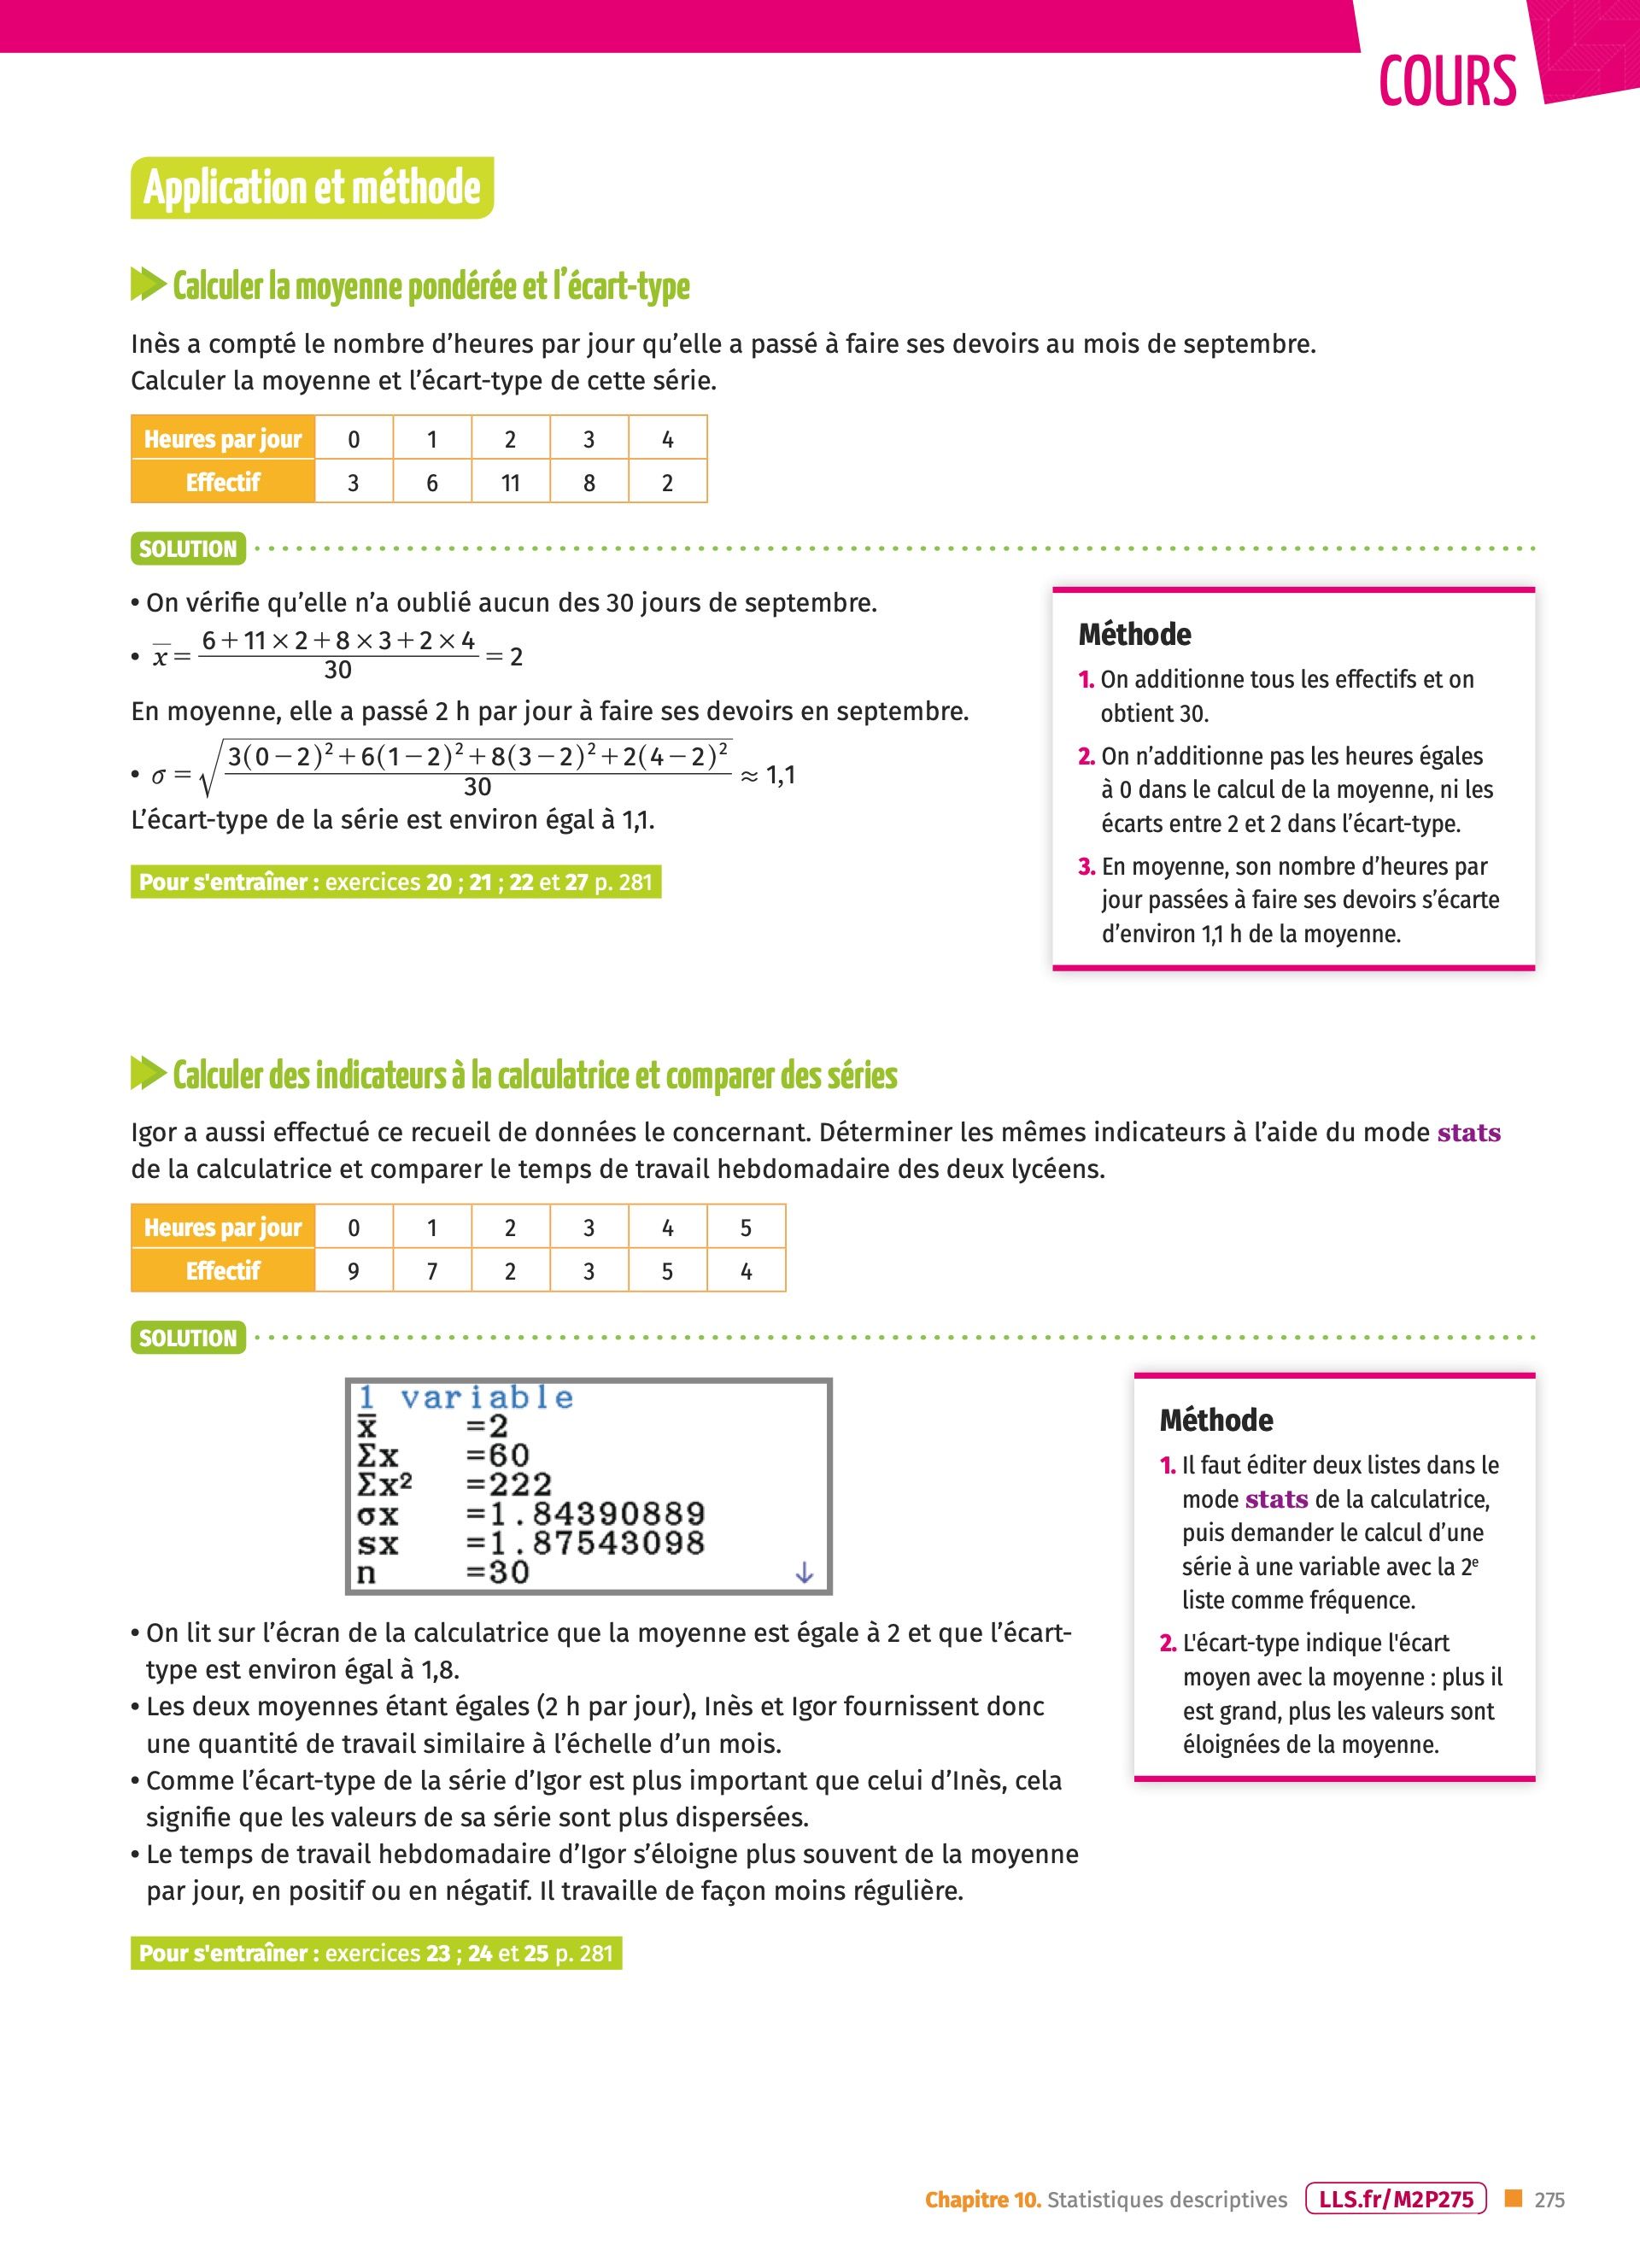 COURS
Application et méthode
Calculer la moyenne pondérée et l'écart-type
Inès a compté le nombre d'heures par jour qu'elle a passé à faire ses devoirs au mois de septembre.
Calculer la moyenne et l'écart-type de cette série.
Heures par jour 0 1 2 3 4
Effectif 3 6 11 8 2
SOLUTION
• On vérifie qu'elle n'a oublié aucun des 30 jours de septembre.
• x̅ = (6 + 11 × 2 + 8 × 3 + 2 × 4) / 30 = 2
En moyenne, elle a passé 2 h par jour à faire ses devoirs en septembre.
• σ = √((3(0 − 2)² + 6(1 − 2)² + 8(3 − 2)² + 2(4 − 2)²) / 30) ≈ 1,1
L'écart-type de la série est environ égal à 1,1.
Pour s'entraîner : exercices 20 ; 21 ; 22 et 27 p. 281
Méthode
1. On additionne tous les effectifs et on
obtient 30.
2. On n'additionne pas les heures égales
à 0 dans le calcul de la moyenne, ni les
écarts entre 2 et 2 dans l'écart-type.
3. En moyenne, son nombre d'heures par
jour passées à faire ses devoirs s'écarte
d'environ 1,1 h de la moyenne.
Calculer des indicateurs à la calculatrice et comparer des séries
Igor a aussi effectué ce recueil de données le concernant. Déterminer les mêmes indicateurs à l'aide du mode stats
de la calculatrice et comparer le temps de travail hebdomadaire des deux lycéens.
Heures par jour 0 1 2 3 4 5
Effectif 9 7 2 3 5 4
SOLUTION
1 variable
x̅ =2
Σx =60
Σx² =222
σx =1.84390889
sx =1.87543098
n =30 ↓
• On lit sur l'écran de la calculatrice que la moyenne est égale à 2 et que l'écart-
type est environ égal à 1,8.
• Les deux moyennes étant égales (2 h par jour), Inès et Igor fournissent donc
une quantité de travail similaire à l'échelle d'un mois.
• Comme l'écart-type de la série d'Igor est plus important que celui d'Inès, cela
signifie que les valeurs de sa série sont plus dispersées.
• Le temps de travail hebdomadaire d'Igor s'éloigne plus souvent de la moyenne
par jour, en positif ou en négatif. Il travaille de façon moins régulière.
Pour s'entraîner : exercices 23 ; 24 et 25 p. 281
Méthode
1. Il faut éditer deux listes dans le
mode stats de la calculatrice,
puis demander le calcul d'une
série à une variable avec la 2e
liste comme fréquence.
2. L'écart-type indique l'écart
moyen avec la moyenne : plus il
est grand, plus les valeurs sont
éloignées de la moyenne.
Chapitre 10. Statistiques descriptives LLS.fr/M2P275 275